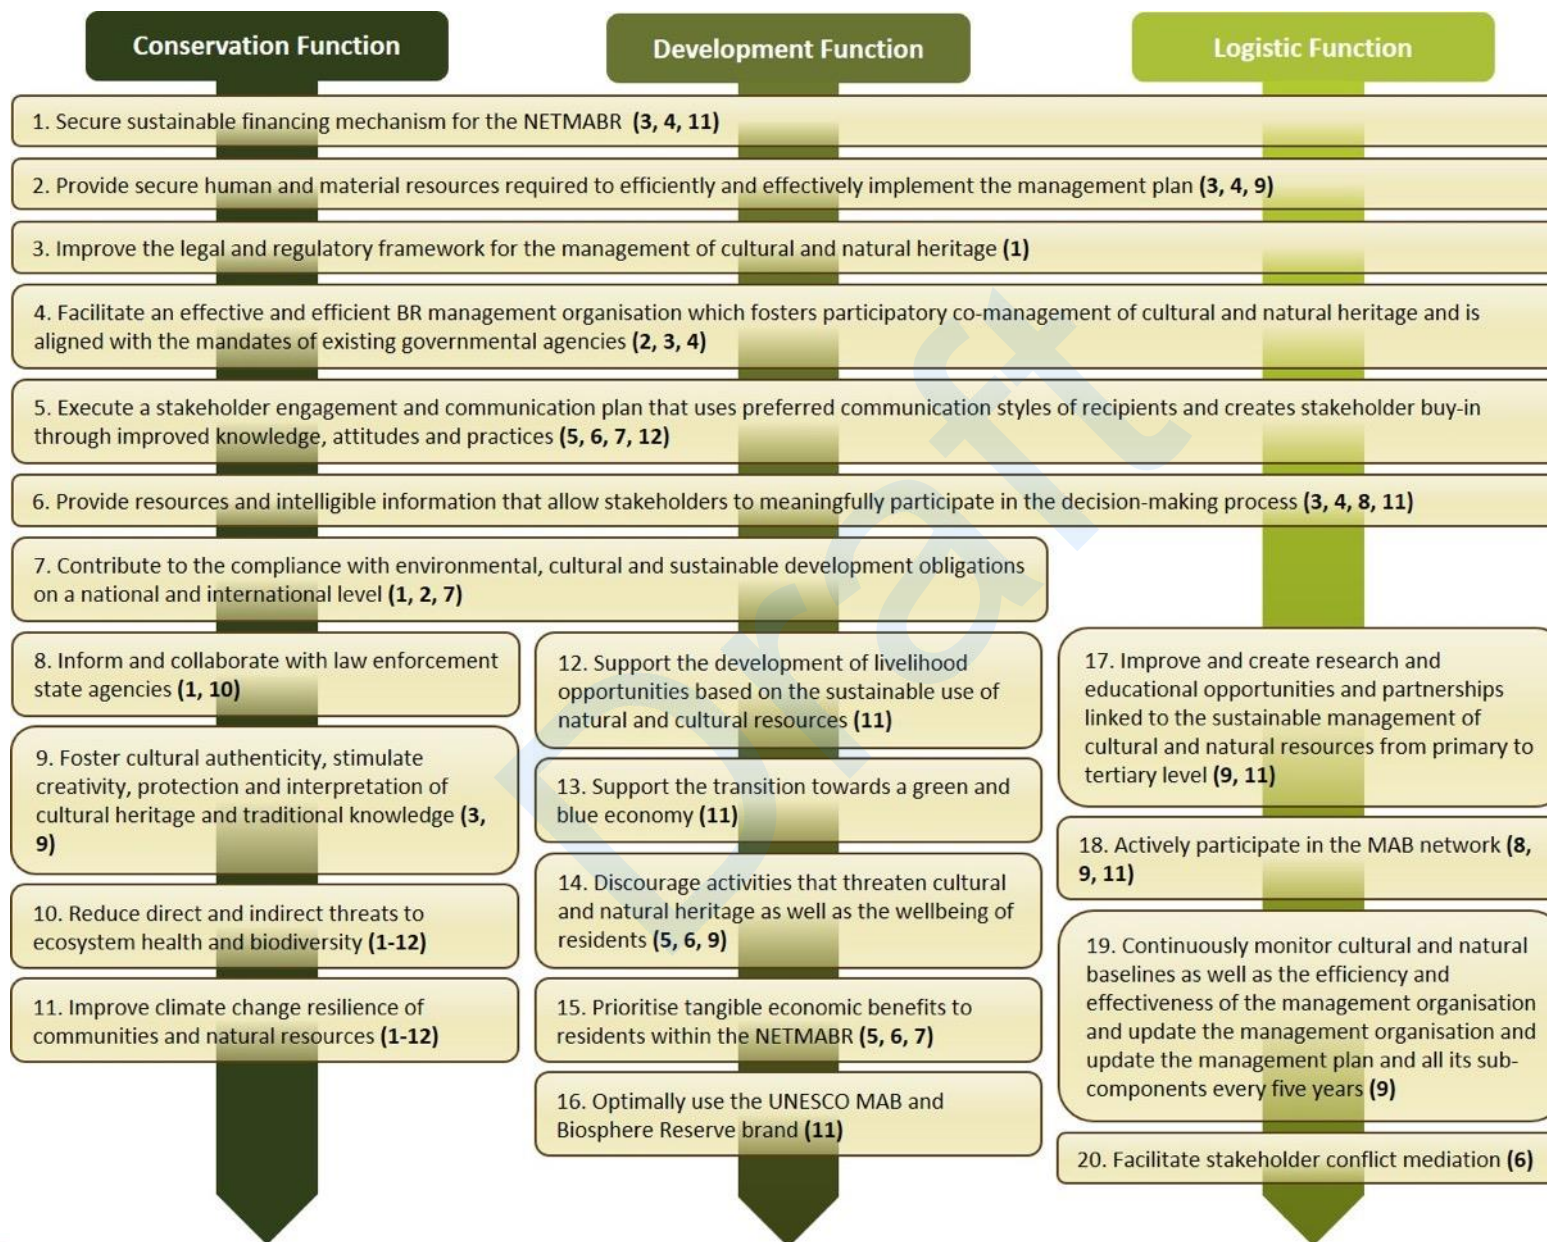 Conservation Function
Development Function
Logistic Function
1. Secure sustainable financing mechanism for the NETMABR (3, 4, 11)
2. Provide secure human and material resources required to efficiently and effectively implement the management plan (3, 4, 9)
3. Improve the legal and regulatory framework for the management of cultural and natural heritage (1)
4. Facilitate an effective and efficient BR management organisation which fosters participatory co-management of cultural and natural heritage and is
aligned with the mandates of existing governmental agencies (2, 3, 4)
5. Execute a stakeholder engagement and communication plan that uses preferred communication styles of recipients and creates stakeholder buy-in
through improved knowledge, attitudes and practices (5, 6, 7, 12)
6. Provide resources and intelligible information that allow stakeholders to meaningfully participate in the decision-making process (3, 4, 8, 11)
7. Contribute to the compliance with environmental, cultural and sustainable development obligations
on a national and international level (1, 2, 7)
8. Inform and collaborate with law enforcement
state agencies (1, 10)
9. Foster cultural authenticity, stimulate
creativity, protection and interpretation of
cultural heritage and traditional knowledge (3,
9)
10. Reduce direct and indirect threats to
ecosystem health and biodiversity (1-12)
11. Improve climate change resilience of
communities and natural resources (1-12)
12. Support the development of livelihood
opportunities based on the sustainable use of
natural and cultural resources (11)
13. Support the transition towards a green and
blue economy (11)
14. Discourage activities that threaten cultural
and natural heritage as well as the wellbeing of
residents (5, 6, 9)
15. Prioritise tangible economic benefits to
residents within the NETMABR (5, 6, 7)
16. Optimally use the UNESCO MAB and
Biosphere Reserve brand (11)
17. Improve and create research and
educational opportunities and partnerships
linked to the sustainable management of
cultural and natural resources from primary to
tertiary level (9, 11)
18. Actively participate in the MAB network (8,
9, 11)
19. Continuously monitor cultural and natural
baselines as well as the efficiency and
effectiveness of the management organisation
and update the management organisation and
update the management plan and all its sub-
components every five years (9)
20. Facilitate stakeholder conflict mediation (6)
Draft